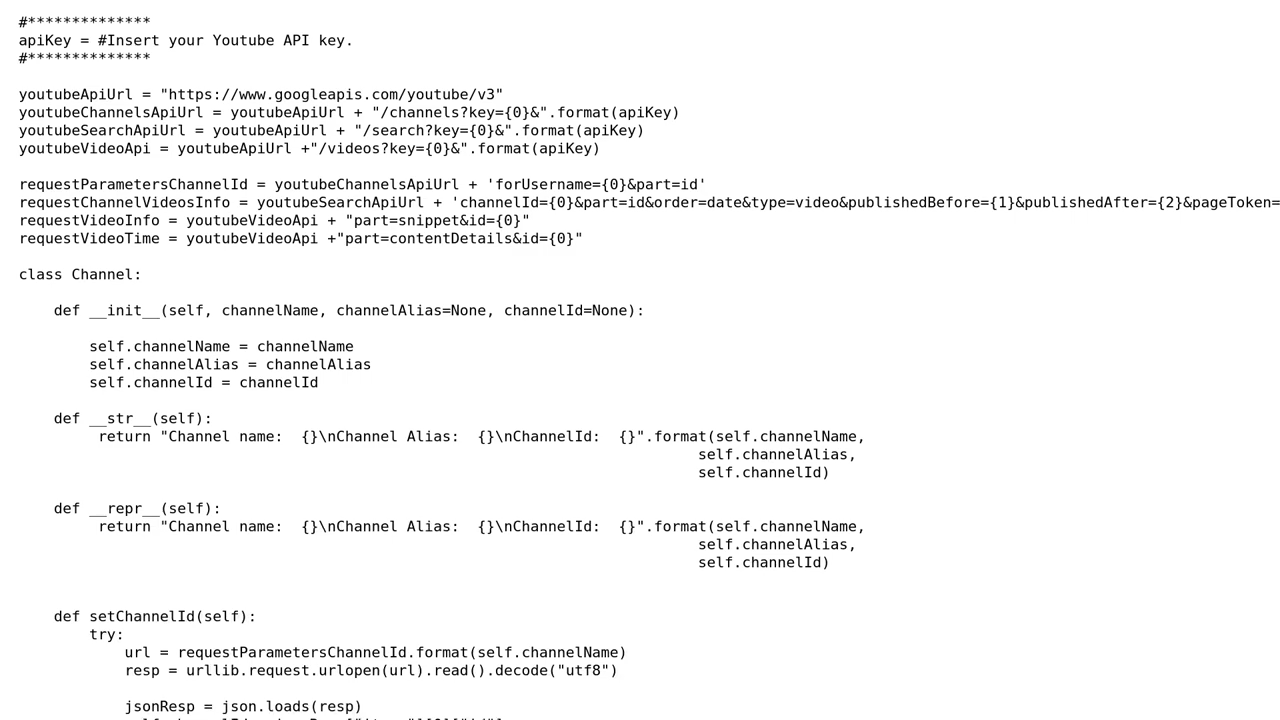 #**************
apiKey = #Insert your Youtube API key.
#**************

youtubeApiUrl = "https://www.googleapis.com/youtube/v3"
youtubeChannelsApiUrl = youtubeApiUrl + "/channels?key={0}&".format(apiKey)
youtubeSearchApiUrl = youtubeApiUrl + "/search?key={0}&".format(apiKey)
youtubeVideoApi = youtubeApiUrl +"/videos?key={0}&".format(apiKey)

requestParametersChannelId = youtubeChannelsApiUrl + 'forUsername={0}&part=id'
requestChannelVideosInfo = youtubeSearchApiUrl + 'channelId={0}&part=id&order=date&type=video&publishedBefore={1}&publishedAfter={2}&pageToken=
requestVideoInfo = youtubeVideoApi + "part=snippet&id={0}"
requestVideoTime = youtubeVideoApi +"part=contentDetails&id={0}"

class Channel:

    def __init__(self, channelName, channelAlias=None, channelId=None):

        self.channelName = channelName
        self.channelAlias = channelAlias
        self.channelId = channelId

    def __str__(self):
         return "Channel name:  {}\nChannel Alias:  {}\nChannelId:  {}".format(self.channelName,
                                                                             self.channelAlias,
                                                                             self.channelId)

    def __repr__(self):
         return "Channel name:  {}\nChannel Alias:  {}\nChannelId:  {}".format(self.channelName,
                                                                             self.channelAlias,
                                                                             self.channelId)


    def setChannelId(self):
        try:
            url = requestParametersChannelId.format(self.channelName)
            resp = urllib.request.urlopen(url).read().decode("utf8")

            jsonResp = json.loads(resp)